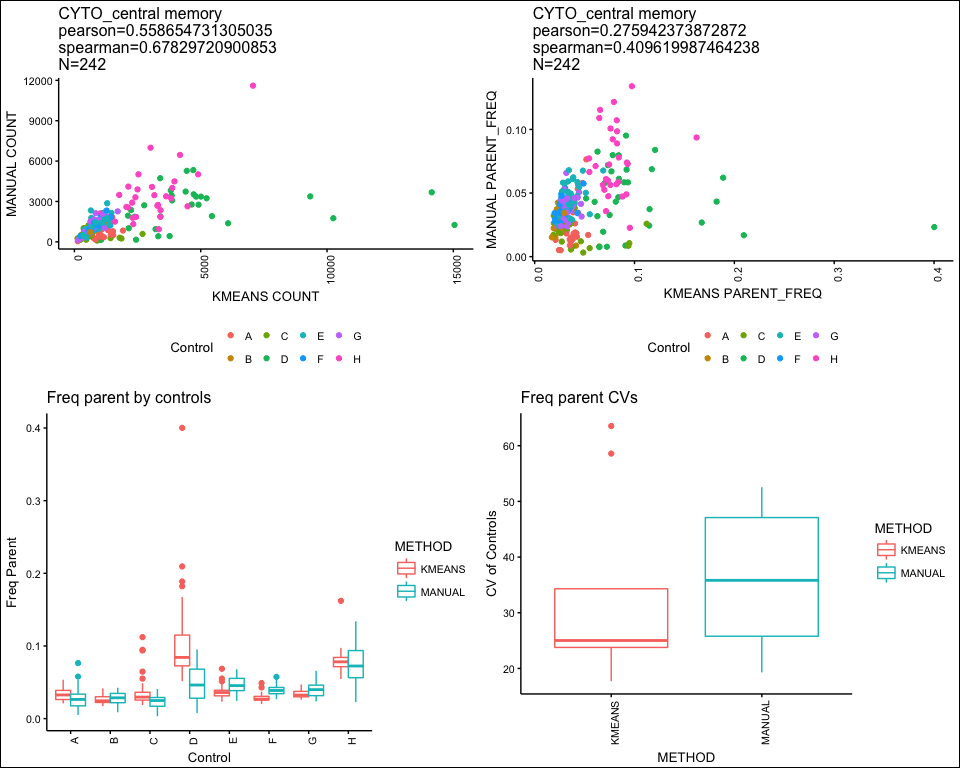 CYTO_central memory
pearson=0.558654731305035
spearman=0.67829720900853
N=242
12000
9000
6000
3000
0
MANUAL COUNT
0
5000
10000
15000
KMEANS COUNT
Control
A C E G
B D F H
CYTO_central memory
pearson=0.275942373872872
spearman=0.409619987464238
N=242
0.10
0.05
0.00
MANUAL PARENT_FREQ
0.0
0.1
0.2
0.3
0.4
KMEANS PARENT_FREQ
Control
A C E G
B D F H
Freq parent by controls
0.4
0.3
0.2
0.1
0.0
Freq Parent
A B C D E F G H
Control
METHOD
KMEANS
MANUAL
Freq parent CVs
60
50
40
30
20
CV of Controls
KMEANS
MANUAL
METHOD
METHOD
KMEANS
MANUAL